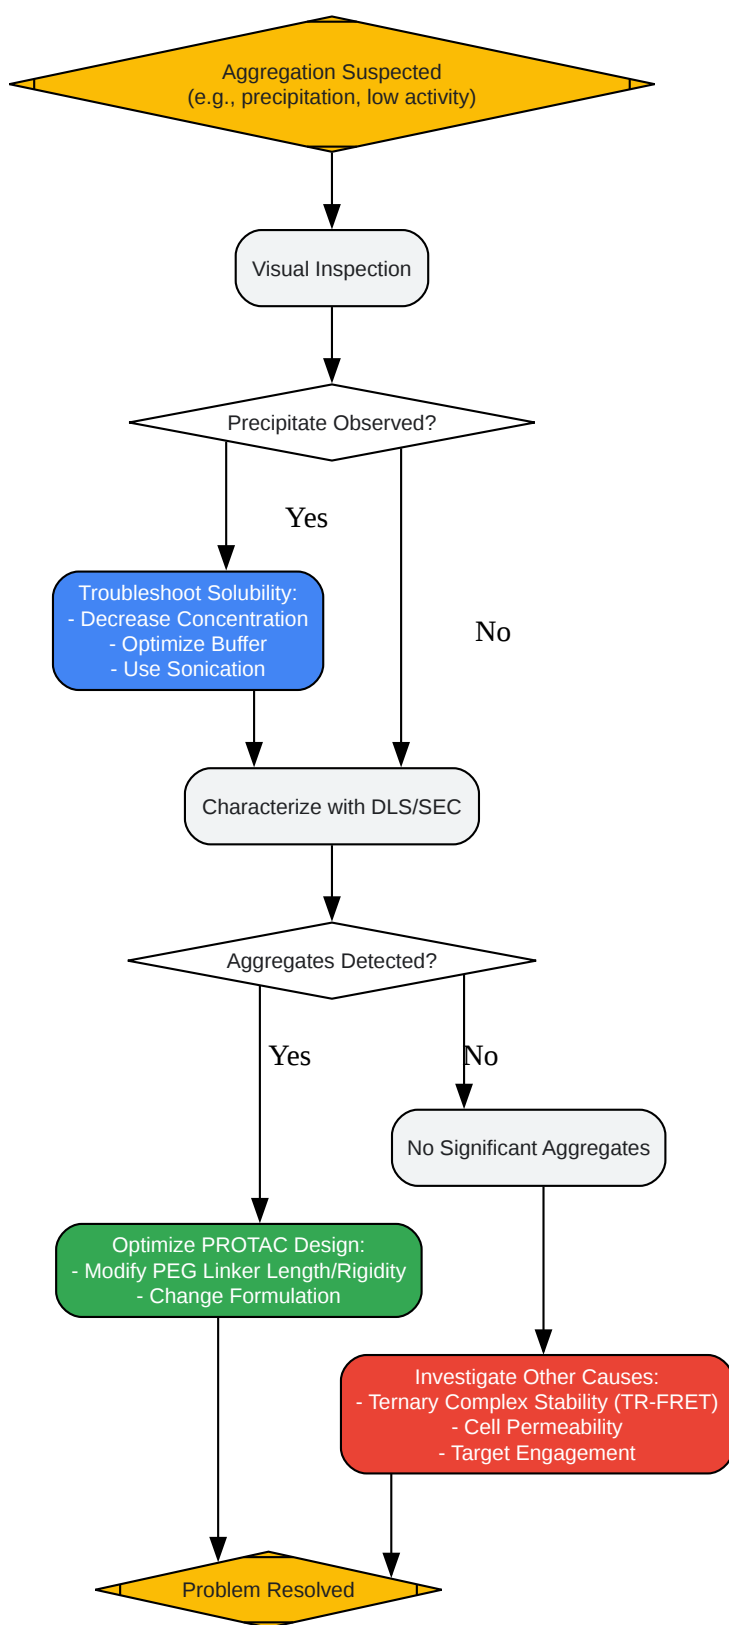 Aggregation Suspected
(e.g., precipitation, low activity)
Visual Inspection
Precipitate Observed?
Yes
Troubleshoot Solubility:
- Decrease Concentration
- Optimize Buffer
- Use Sonication
No
Characterize with DLS/SEC
Aggregates Detected?
Yes
No
No Significant Aggregates
Optimize PROTAC Design:
- Modify PEG Linker Length/Rigidity
- Change Formulation
Investigate Other Causes:
- Ternary Complex Stability (TR-FRET)
- Cell Permeability
- Target Engagement
Problem Resolved